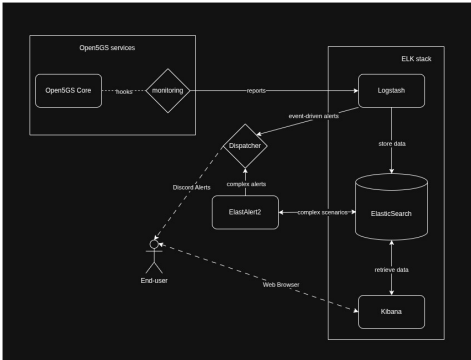 Open5GS services
ELK stack
Open5GS Core
hooks
monitoring
reports
Logstash
event-driven alerts
Dispatcher
store data
complex alerts
Discord Alerts
ElastAlert2
complex scenarios
ElasticSearch
End-user
retrieve data
Web Browser
Kibana